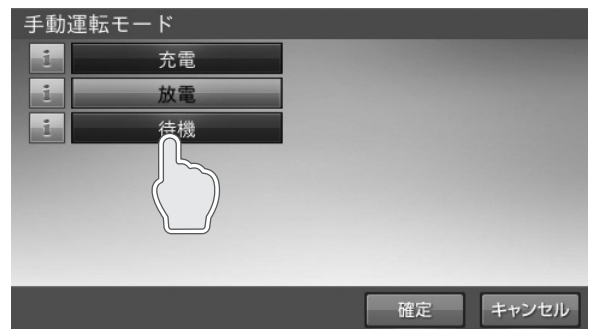 手動運転モード
i 充電
i 放電
i 待機
確定 キャンセル